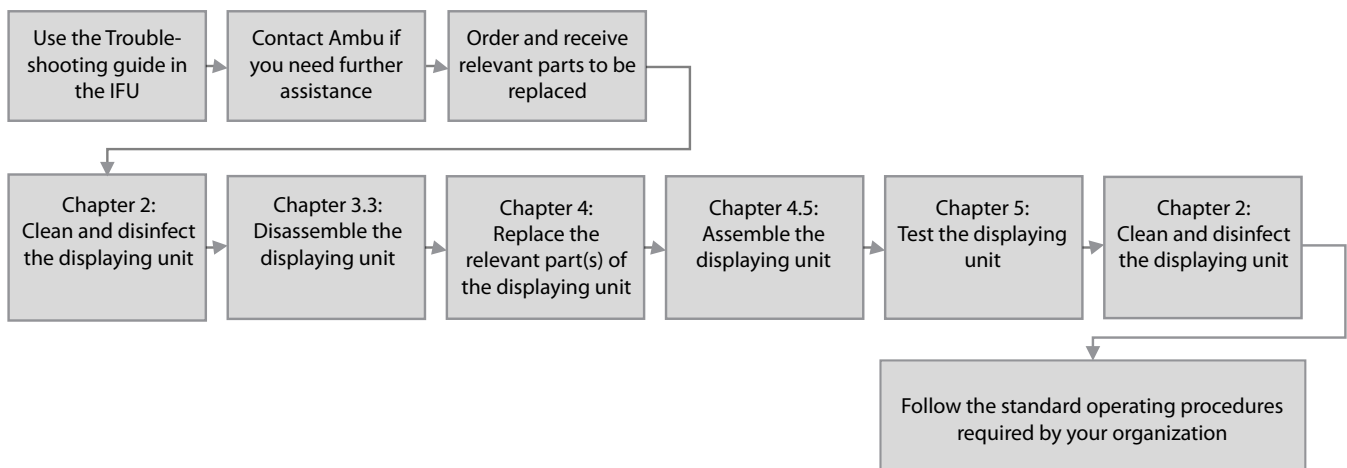 Use the Trouble-
shooting guide in
the IFU
Contact Ambu if
you need further
assistance
Order and receive
relevant parts to be
replaced
Chapter 2:
Clean and disinfect
the displaying unit
Chapter 3.3:
Disassemble the
displaying unit
Chapter 4:
Replace the
relevant part(s) of
the displaying unit
Chapter 4.5:
Assemble the
displaying unit
Chapter 5:
Test the displaying
unit
Chapter 2:
Clean and disinfect
the displaying unit
Follow the standard operating procedures
required by your organization